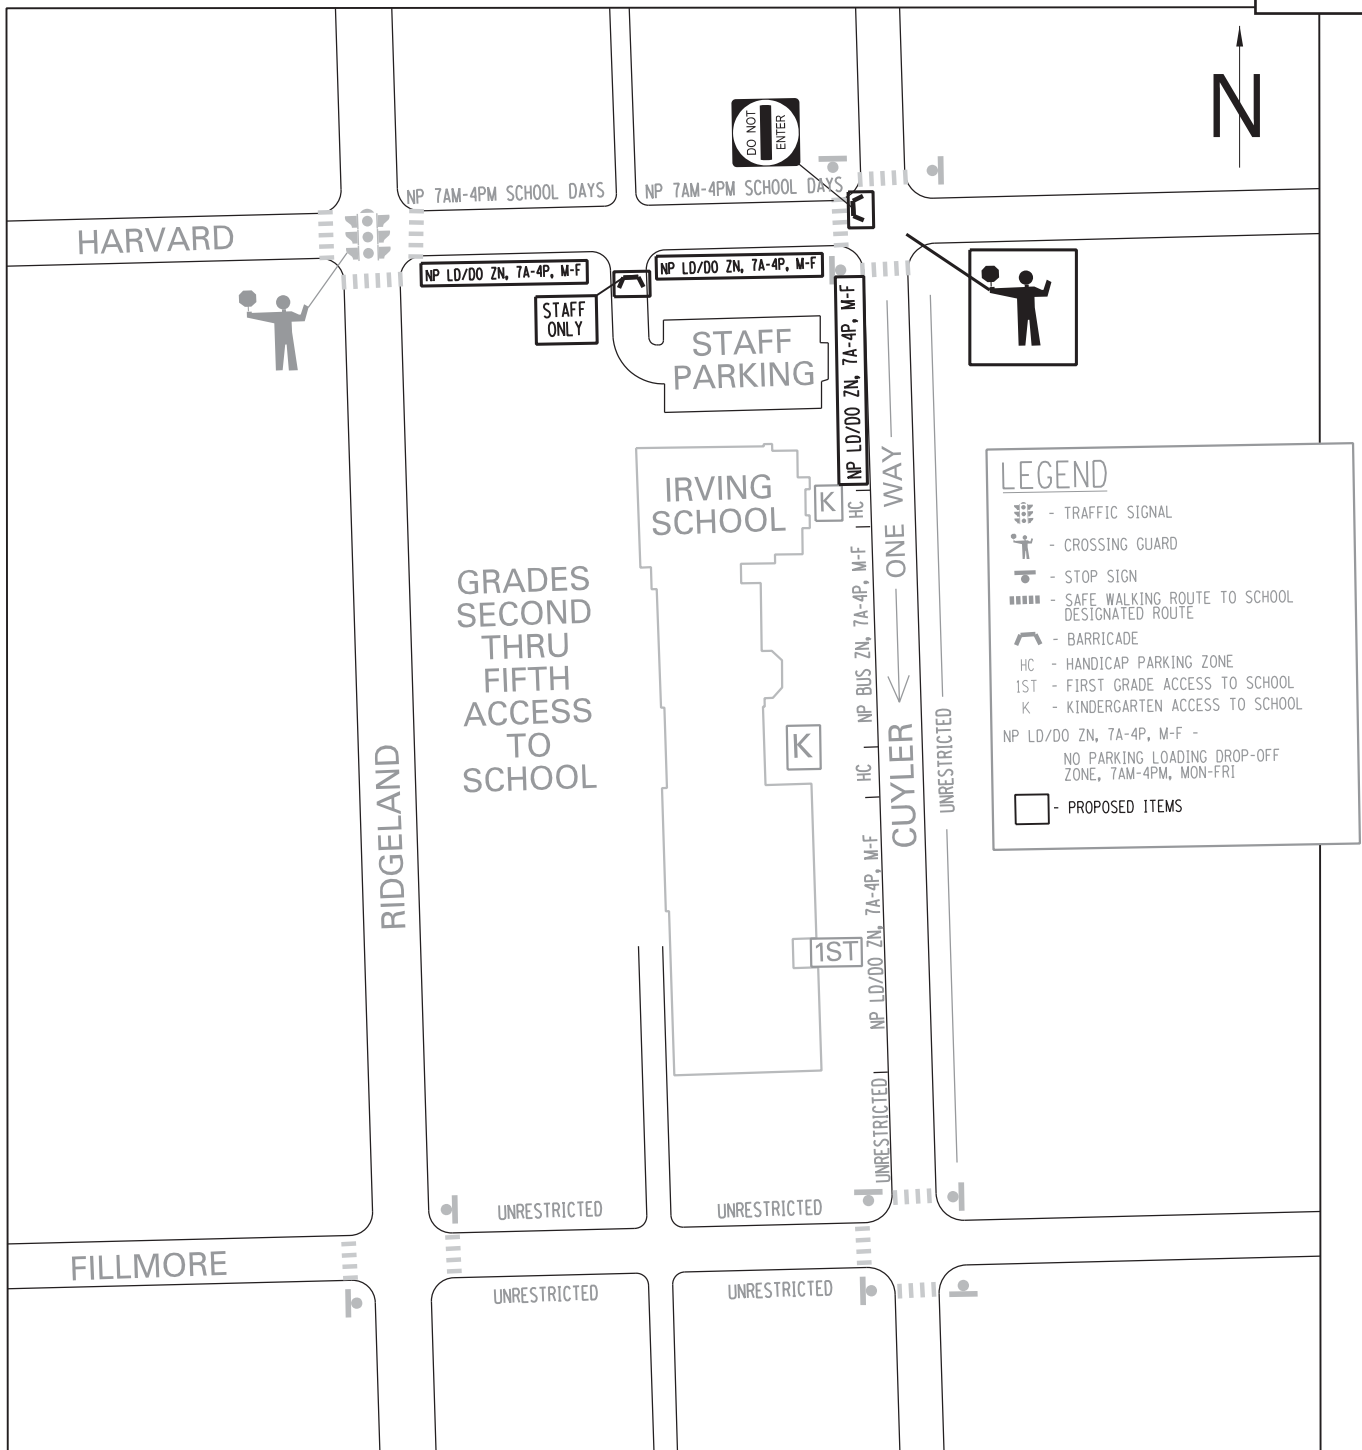 N
DO NOT
ENTER
NP 7AM-4PM SCHOOL DAYS
NP 7AM-4PM SCHOOL DAYS
HARVARD
NP LD/DO ZN, 7A-4P, M-F
NP LD/DO ZN, 7A-4P, M-F
STAFF
ONLY
STAFF
PARKING
NP LD/DO ZN, 7A-4P, M-F
ONE WAY
IRVING
SCHOOL
K
HC
GRADES
SECOND
THRU
FIFTH
ACCESS
TO
SCHOOL
NP BUS ZN, 7A-4P, M-F
K
HC
CUYLER
UNRESTRICTED
RIDGELAND
NP LD/DO ZN, 7A-4P, M-F
1ST
UNRESTRICTED
LEGEND
- TRAFFIC SIGNAL
- CROSSING GUARD
- STOP SIGN
- SAFE WALKING ROUTE TO SCHOOL
DESIGNATED ROUTE
- BARRICADE
HC - HANDICAP PARKING ZONE
1ST - FIRST GRADE ACCESS TO SCHOOL
K - KINDERGARTEN ACCESS TO SCHOOL
NP LD/DO ZN, 7A-4P, M-F -
NO PARKING LOADING DROP-OFF
ZONE, 7AM-4PM, MON-FRI
- PROPOSED ITEMS
UNRESTRICTED
UNRESTRICTED
FILLMORE
UNRESTRICTED
UNRESTRICTED